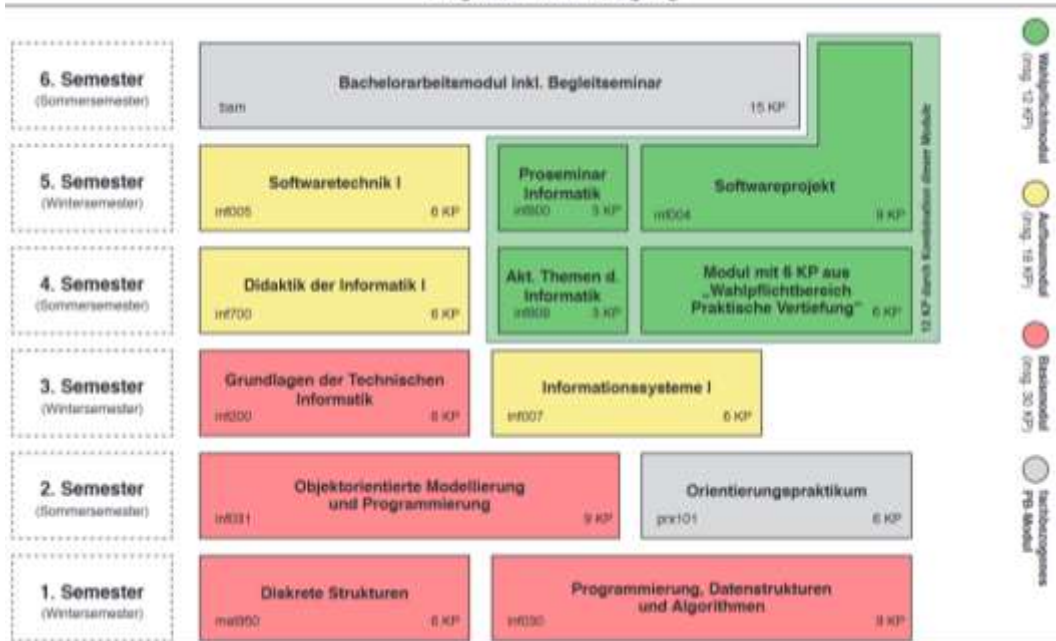 6. Semester
(Sommersemester)
Bachelorarbeitsmodul inkl. Begleitseminar
bam
15 KP
5. Semester
(Wintersemester)
Softwaretechnik I
inf005
6 KP
Proseminar
Informatik
inf800
3 KP
Softwareprojekt
inf004
9 KP
4. Semester
(Sommersemester)
Didaktik der Informatik I
inf700
6 KP
Akt. Themen d.
Informatik
3 KP
Modul mit 6 KP aus
„Wahlpflichtbereich
Praktische Vertiefung"
6 KP
12 KP durch Kombination dieser Module
3. Semester
(Wintersemester)
Grundlagen der Technischen
Informatik
inf200
6 KP
Informationssysteme I
inf007
6 KP
2. Semester
(Sommersemester)
Objektorientierte Modellierung
und Programmierung
inf031
9 KP
Orientierungspraktikum
prx101
6 KP
1. Semester
(Wintersemester)
Diskrete Strukturen
mat950
6 KP
Programmierung, Datenstrukturen
und Algorithmen
inf030
9 KP
Wahlpflichtmodul
(insg. 12 KP)
Aufbaumodul
(insg. 18 KP)
Basismodul
(insg. 30 KP)
fachbezogenes
PB-Modul